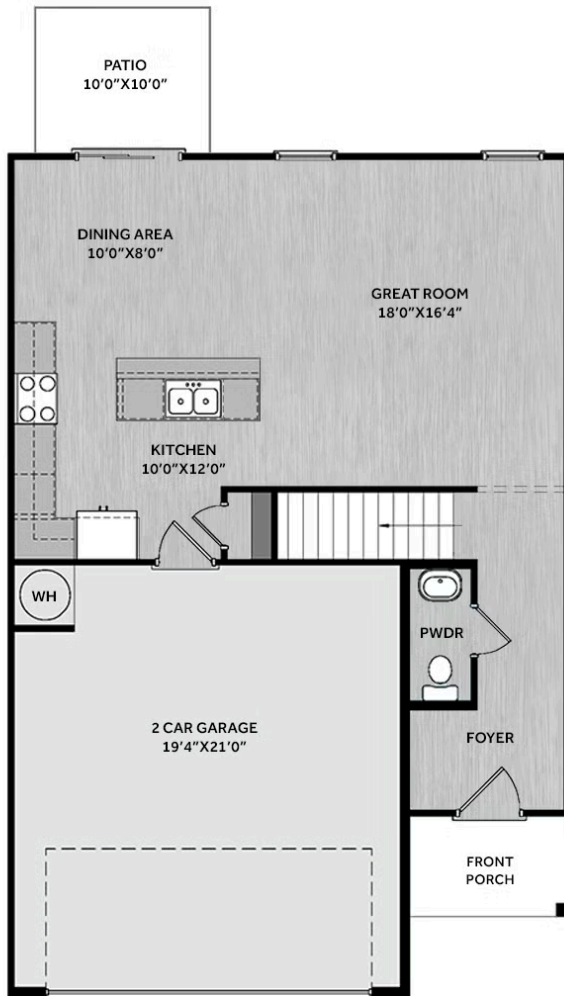 PATIO
10'0"X10'0"
DINING AREA
10'0"X8'0"
GREAT ROOM
18'0"X16'4"
KITCHEN
10'0"X12'0"
WH
PWDR
2 CAR GARAGE
19'4"X21'0"
FOYER
FRONT
PORCH